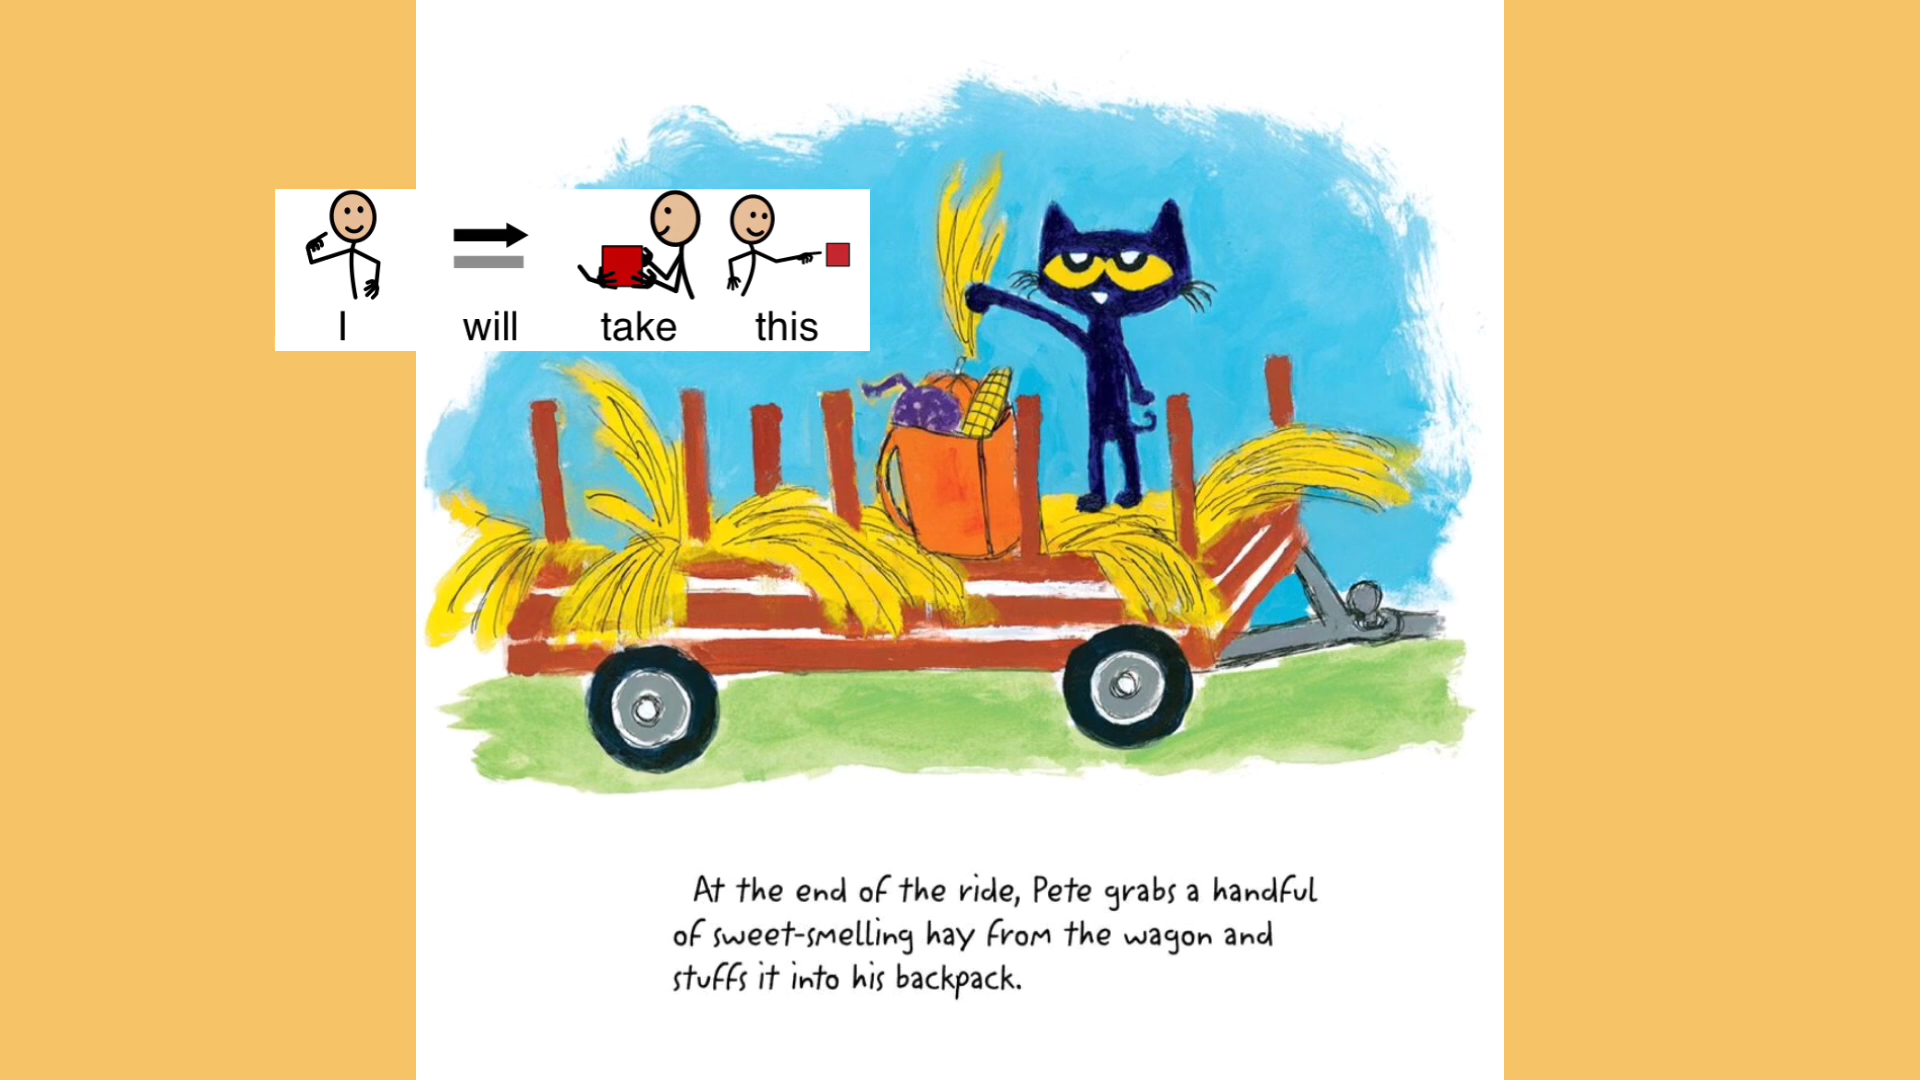 I will take this
At the end of the ride, Pete grabs a handful
of sweet-smelling hay from the wagon and
stuffs it into his backpack.